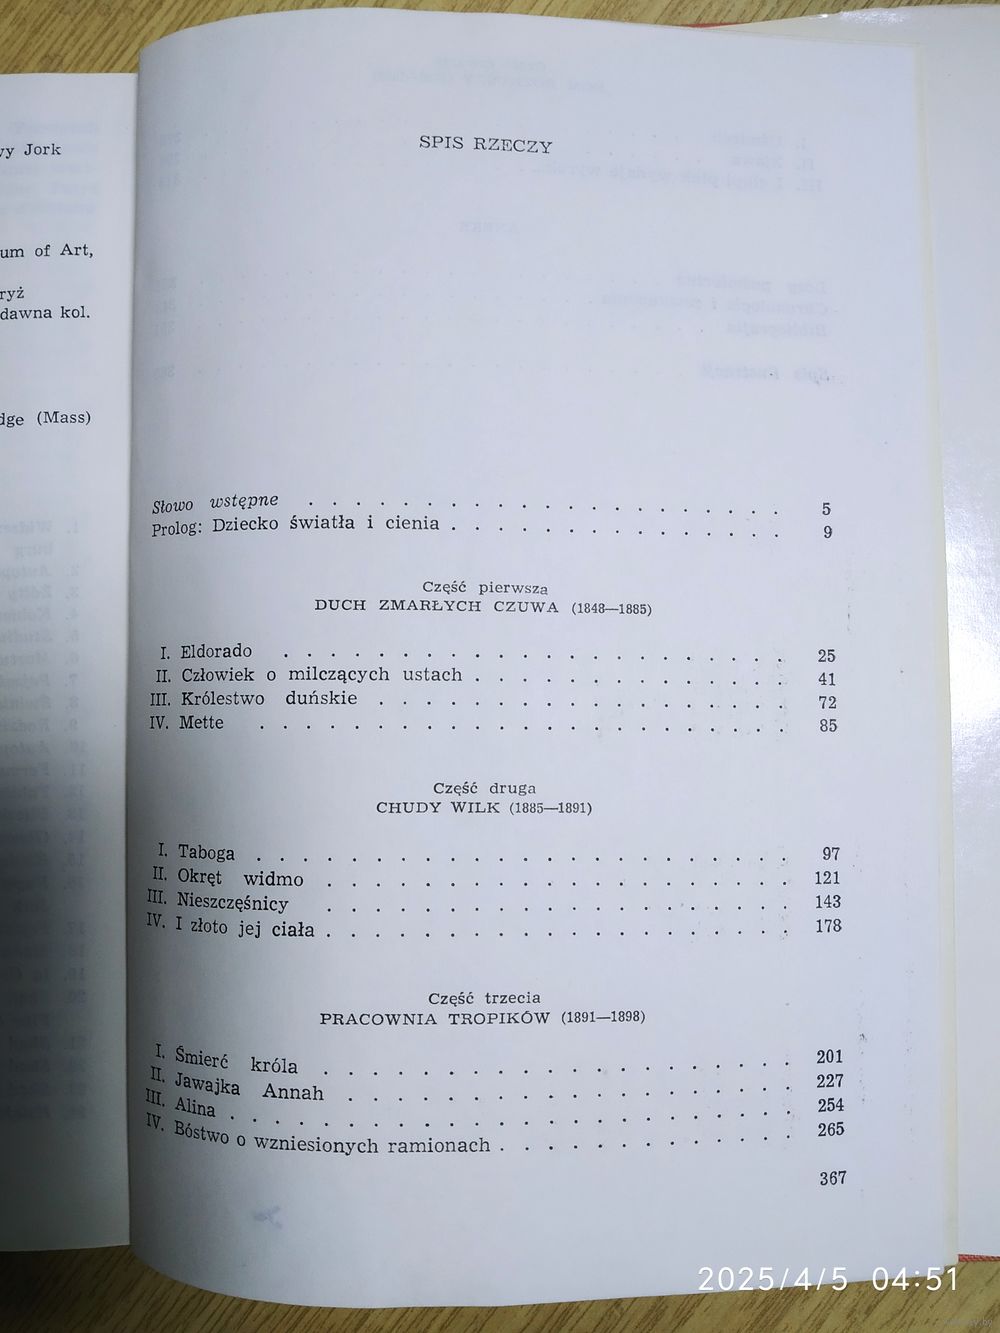 vy Jork
um of Art,
ryż
dawna kol.
dge (Mass)
SPIS RZECZY
Słowo wstępne . . . . . . . . . . . . . . . . . . . . 5
Prolog: Dziecko światła i cienia . . . . . . . . . . . . . . 9
Część pierwsza
DUCH ZMARŁYCH CZUWA (1848—1885)
I. Eldorado . . . . . . . . . . . . . . . . . . . . . 25
II. Człowiek o milczących ustach . . . . . . . . . . . . . 41
III. Królestwo duńskie . . . . . . . . . . . . . . . . . 72
IV. Mette . . . . . . . . . . . . . . . . . . . . . . 85
Część druga
CHUDY WILK (1885—1891)
I. Taboga . . . . . . . . . . . . . . . . . . . . . . 97
II. Okręt widmo . . . . . . . . . . . . . . . . . . . 121
III. Nieszczęśnicy . . . . . . . . . . . . . . . . . . . 143
IV. I złoto jej ciała . . . . . . . . . . . . . . . . . . . 178
Część trzecia
PRACOWNIA TROPIKÓW (1891—1898)
I. Śmierć króla . . . . . . . . . . . . . . . . . . . 201
II. Jawajka Annah . . . . . . . . . . . . . . . . . . 227
III. Alina . . . . . . . . . . . . . . . . . . . . . . . 254
IV. Bóstwo o wzniesionych ramionach . . . . . . . . . . . . 265
367
2025/4/5 04:51